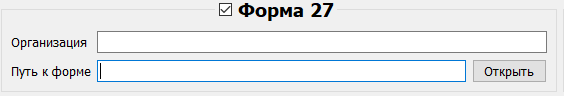 Форма 27
Организация
Путь к форме
Открыть